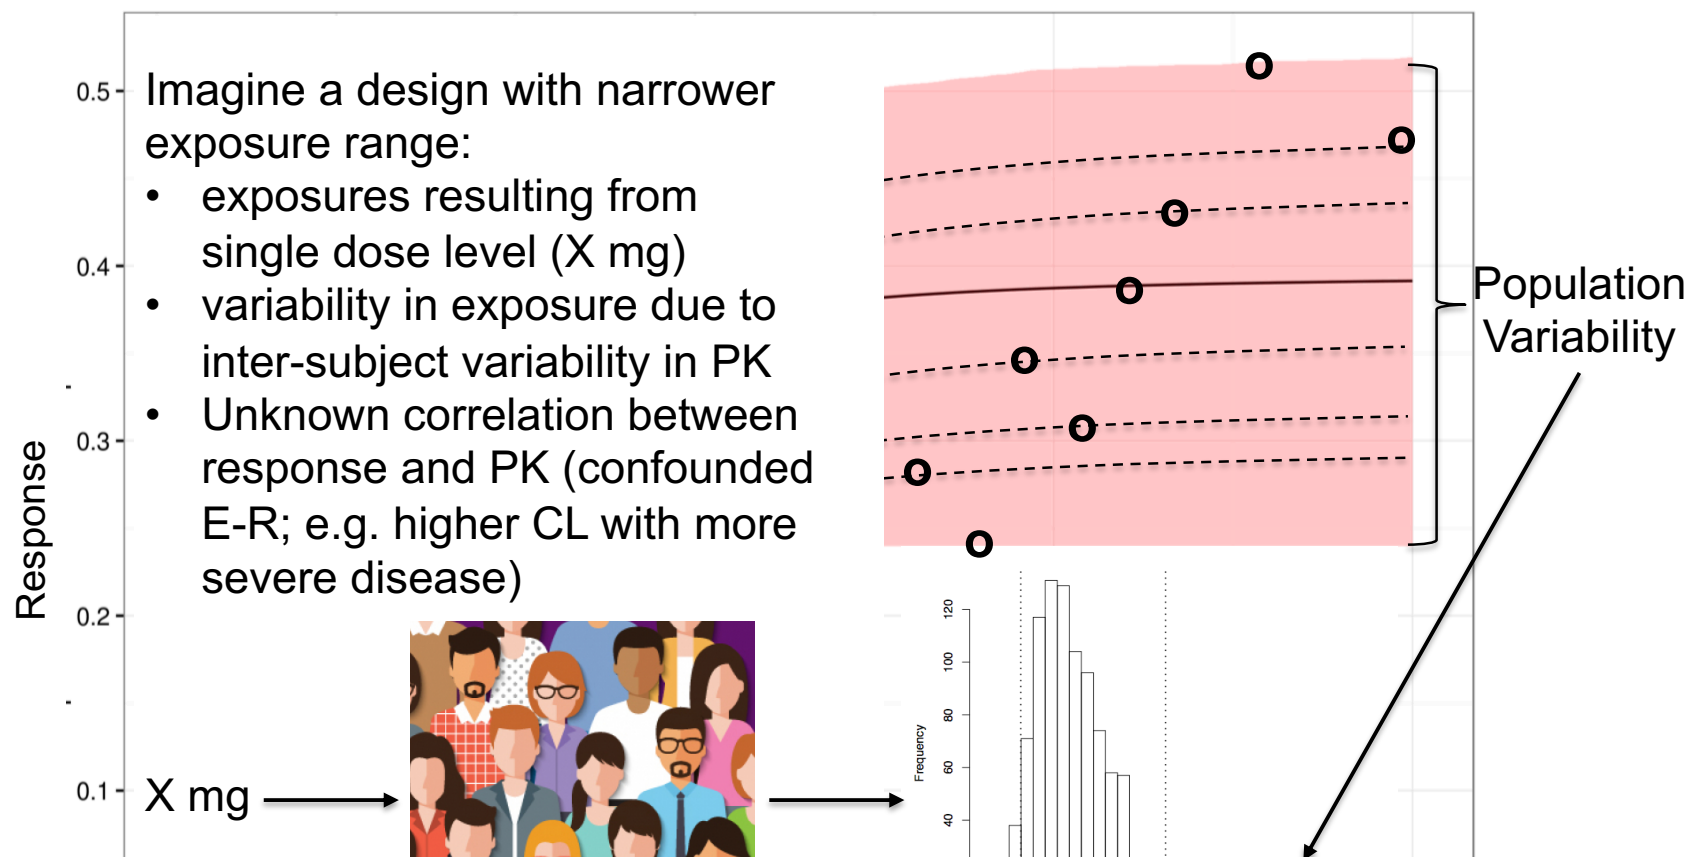 Imagine a design with narrower
exposure range:
• exposures resulting from
single dose level (X mg)
• variability in exposure due to
inter-subject variability in PK
• Unknown correlation between
response and PK (confounded
E-R; e.g. higher CL with more
severe disease)
Response
0.5
0.4
0.3
0.2
0.1
X mg
o
o
o
o
o
o
o
o
Population
Variability
Frequency
120
100
80
60
40